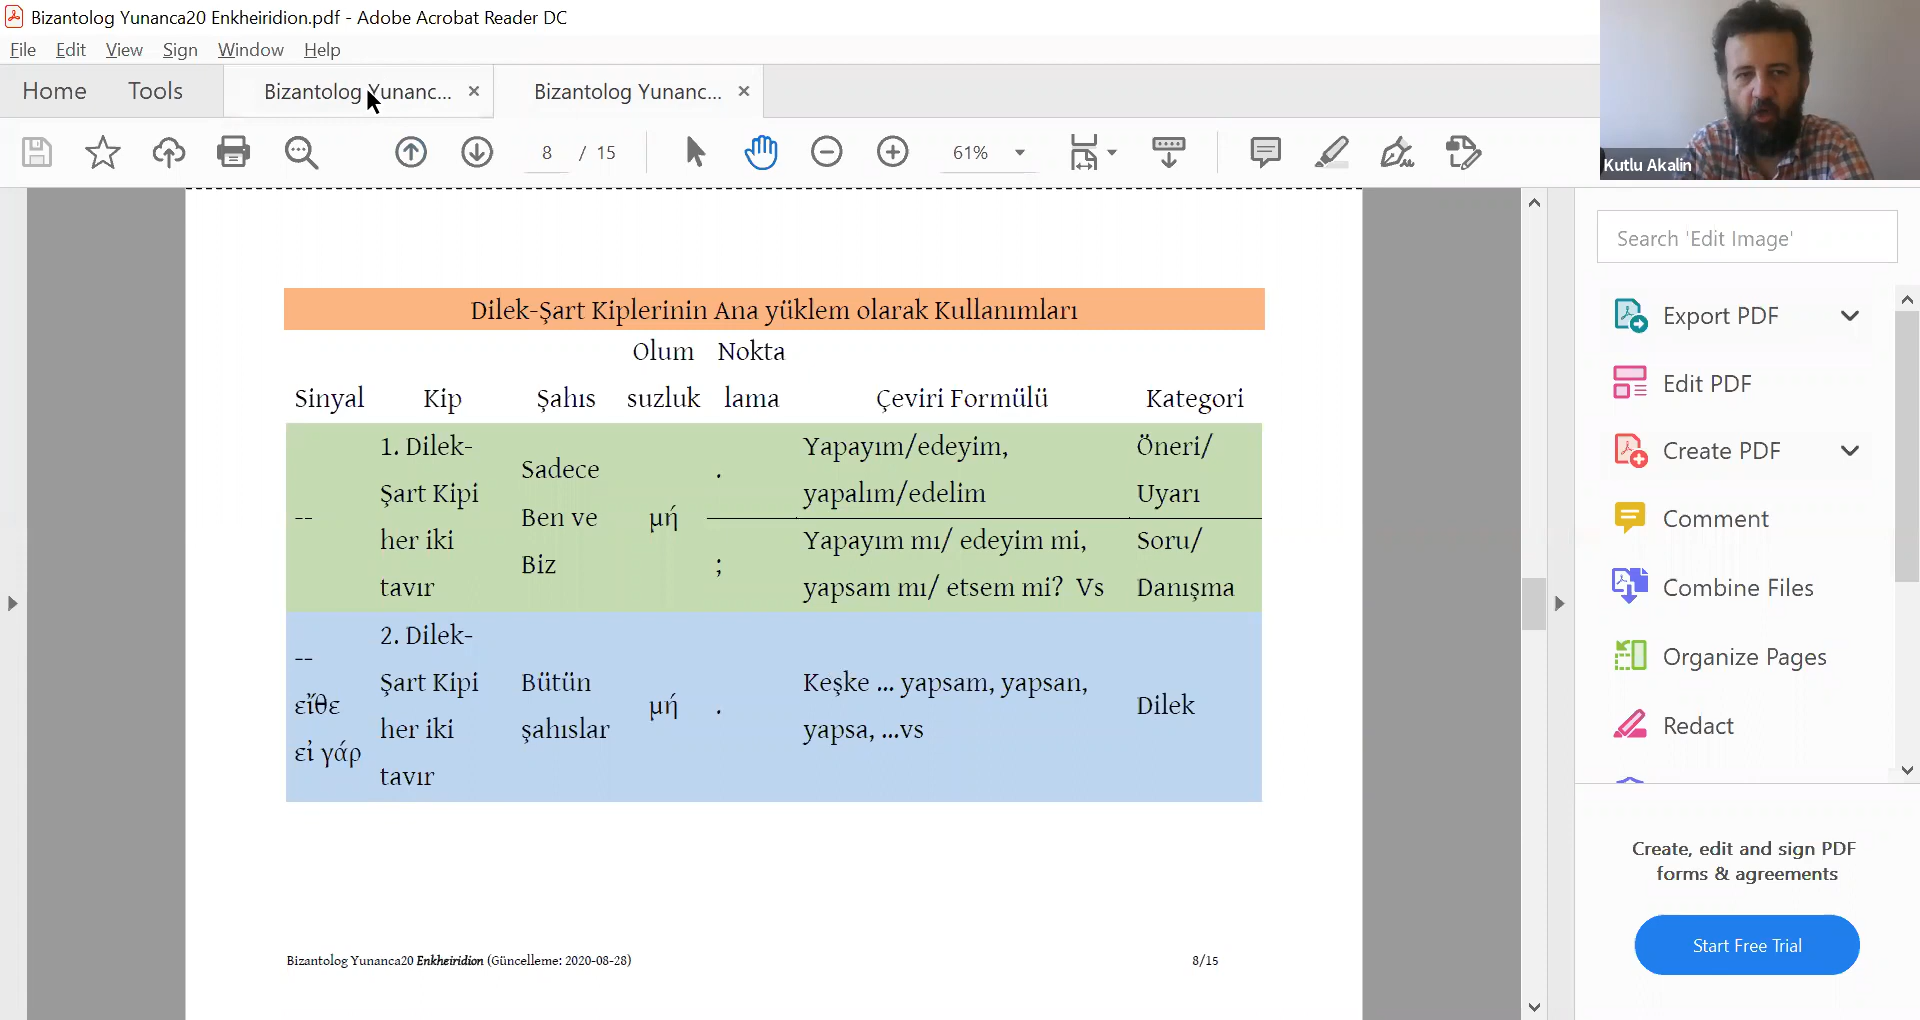 Bizantolog Yunanca20 Enkheiridion.pdf - Adobe Acrobat Reader DC
File Edit View Sign Window Help
Home Tools Bizantolog Yunanc... × Bizantolog Yunanc... ×
8 / 15 61%
Kutlu Akalin
Search 'Edit Image'
Export PDF
Edit PDF
Create PDF
Comment
Combine Files
Organize Pages
Redact
Create, edit and sign PDF
forms & agreements
Start Free Trial
Dilek-Şart Kiplerinin Ana yüklem olarak Kullanımları
Olum Nokta
Sinyal Kip Şahıs suzluk lama Çeviri Formülü Kategori
1. Dilek-
Şart Kipi
her iki
tavır
--
Sadece
Ben ve
Biz
μή
.
Yapayım/edeyim,
yapalım/edelim
Öneri/
Uyarı
;
Yapayım mı/ edeyim mi,
yapsam mı/ etsem mi? Vs
Soru/
Danışma
--
εἴθε
εἰ γάρ
2. Dilek-
Şart Kipi
her iki
tavır
Bütün
şahıslar
μή
.
Keşke ... yapsam, yapsan,
yapsa, ...vs
Dilek
Bizantolog Yunanca20 Enkheiridion (Güncelleme: 2020-08-28)
8/15